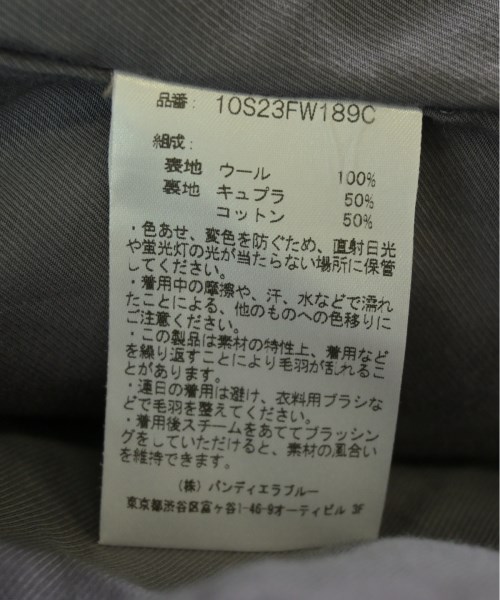 品番: 10S23FW189C
組成:
表地 ウール 100%
裏地 キュプラ 50%
コットン 50%
・色あせ、変色を防ぐため、直射日光
や蛍光灯の光が当たらない場所に保管
してください。
・着用中の摩擦や、汗、水などで濡れ
たことによる、他のものへの色移りに
ご注意ください。
・この製品は素材の特性上、着用など
を繰り返すことにより毛羽が乱れるこ
とがあります。
・連日の着用は避け、衣料用ブラシな
どで毛羽を整えてください。
・着用後スチームをあててブラッシン
グをしていただけると、素材の風合い
を維持できます。
(株) バンディエラブルー
東京都渋谷区富ヶ谷1-46-9オーティビル 3F